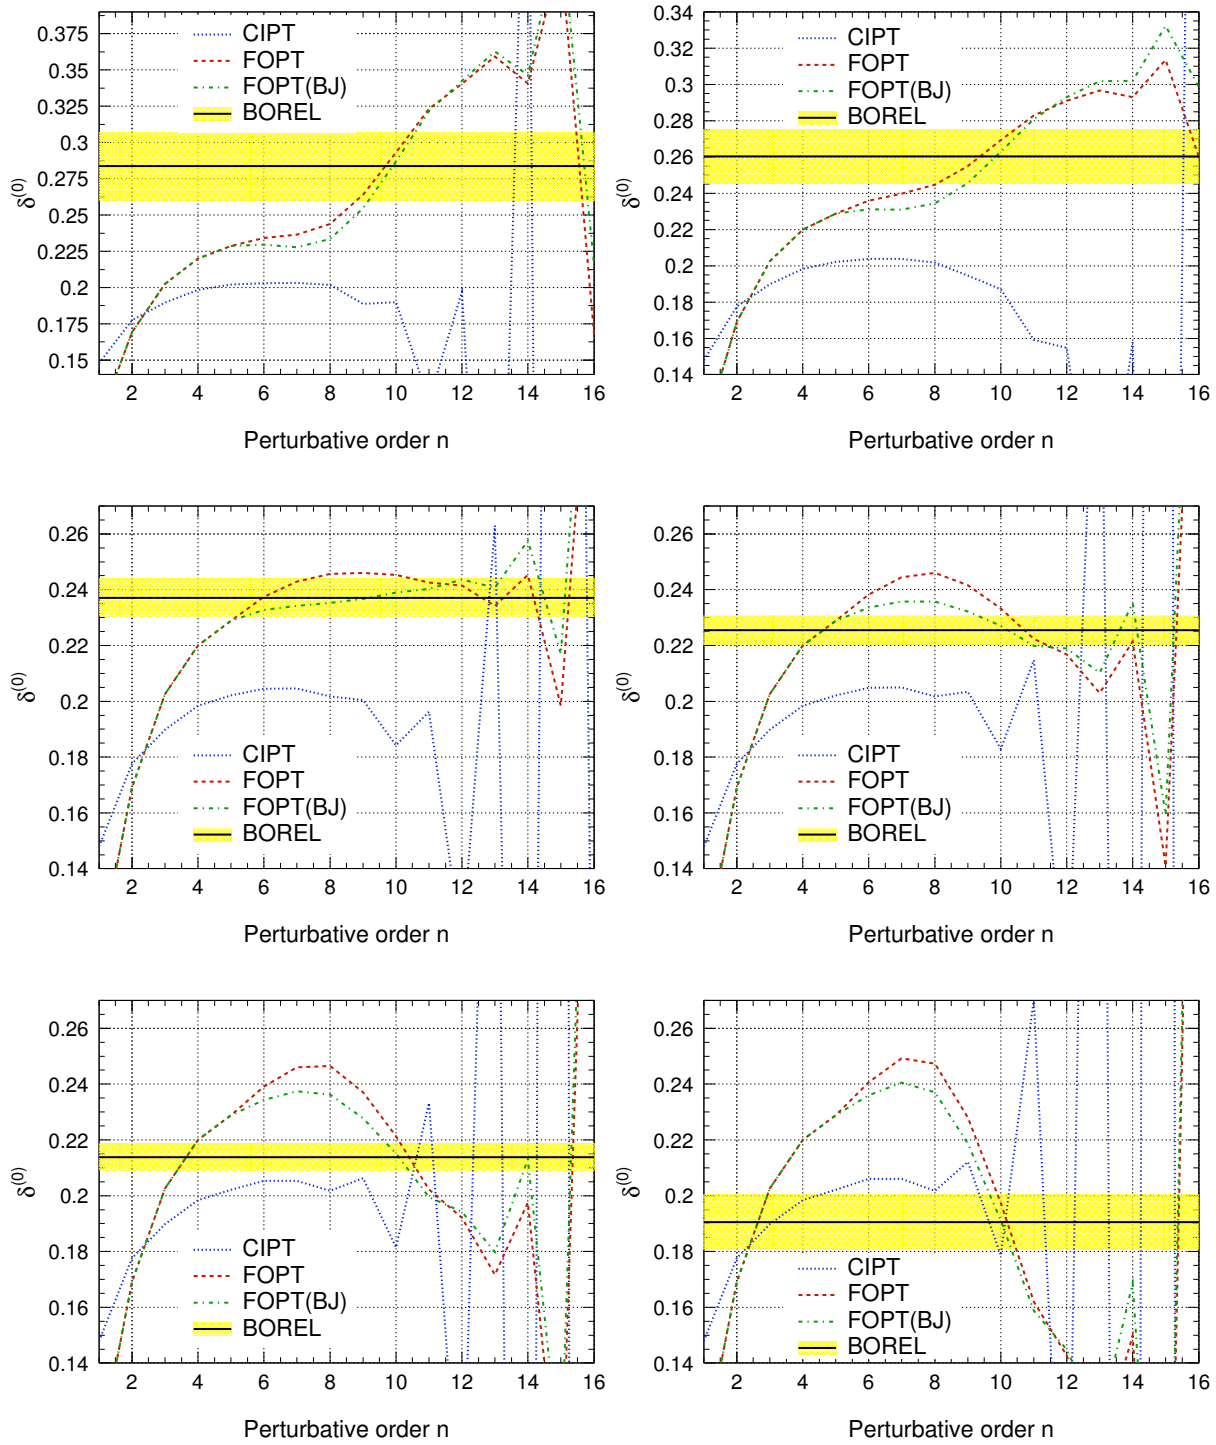 0.375
0.35
0.325
0.3
0.275
0.25
0.225
0.2
0.175
0.15
δ(0)
CIPT
FOPT
FOPT(BJ)
BOREL
2 4 6 8 10 12 14 16
Perturbative order n
0.34
0.32
0.3
0.28
0.26
0.24
0.22
0.2
0.18
0.16
0.14
δ(0)
CIPT
FOPT
FOPT(BJ)
BOREL
2 4 6 8 10 12 14 16
Perturbative order n
0.26
0.24
0.22
0.2
0.18
0.16
0.14
δ(0)
CIPT
FOPT
FOPT(BJ)
BOREL
2 4 6 8 10 12 14 16
Perturbative order n
0.26
0.24
0.22
0.2
0.18
0.16
0.14
δ(0)
CIPT
FOPT
FOPT(BJ)
BOREL
2 4 6 8 10 12 14 16
Perturbative order n
0.26
0.24
0.22
0.2
0.18
0.16
0.14
δ(0)
CIPT
FOPT
FOPT(BJ)
BOREL
2 4 6 8 10 12 14 16
Perturbative order n
0.26
0.24
0.22
0.2
0.18
0.16
0.14
δ(0)
CIPT
FOPT
FOPT(BJ)
BOREL
2 4 6 8 10 12 14 16
Perturbative order n